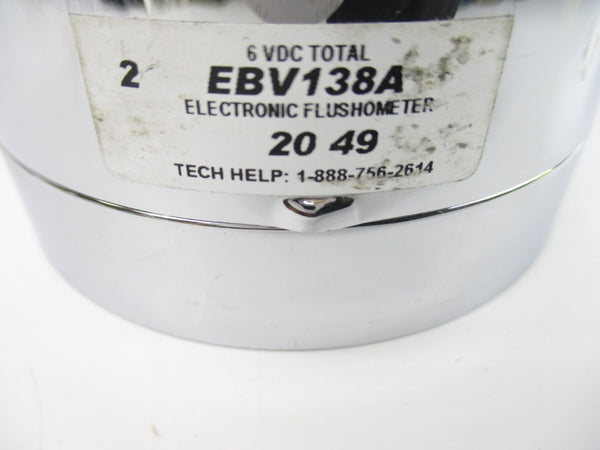 6 VDC TOTAL
2 EBV138A
ELECTRONIC FLUSHOMETER
20 49
TECH HELP: 1-888-756-2614